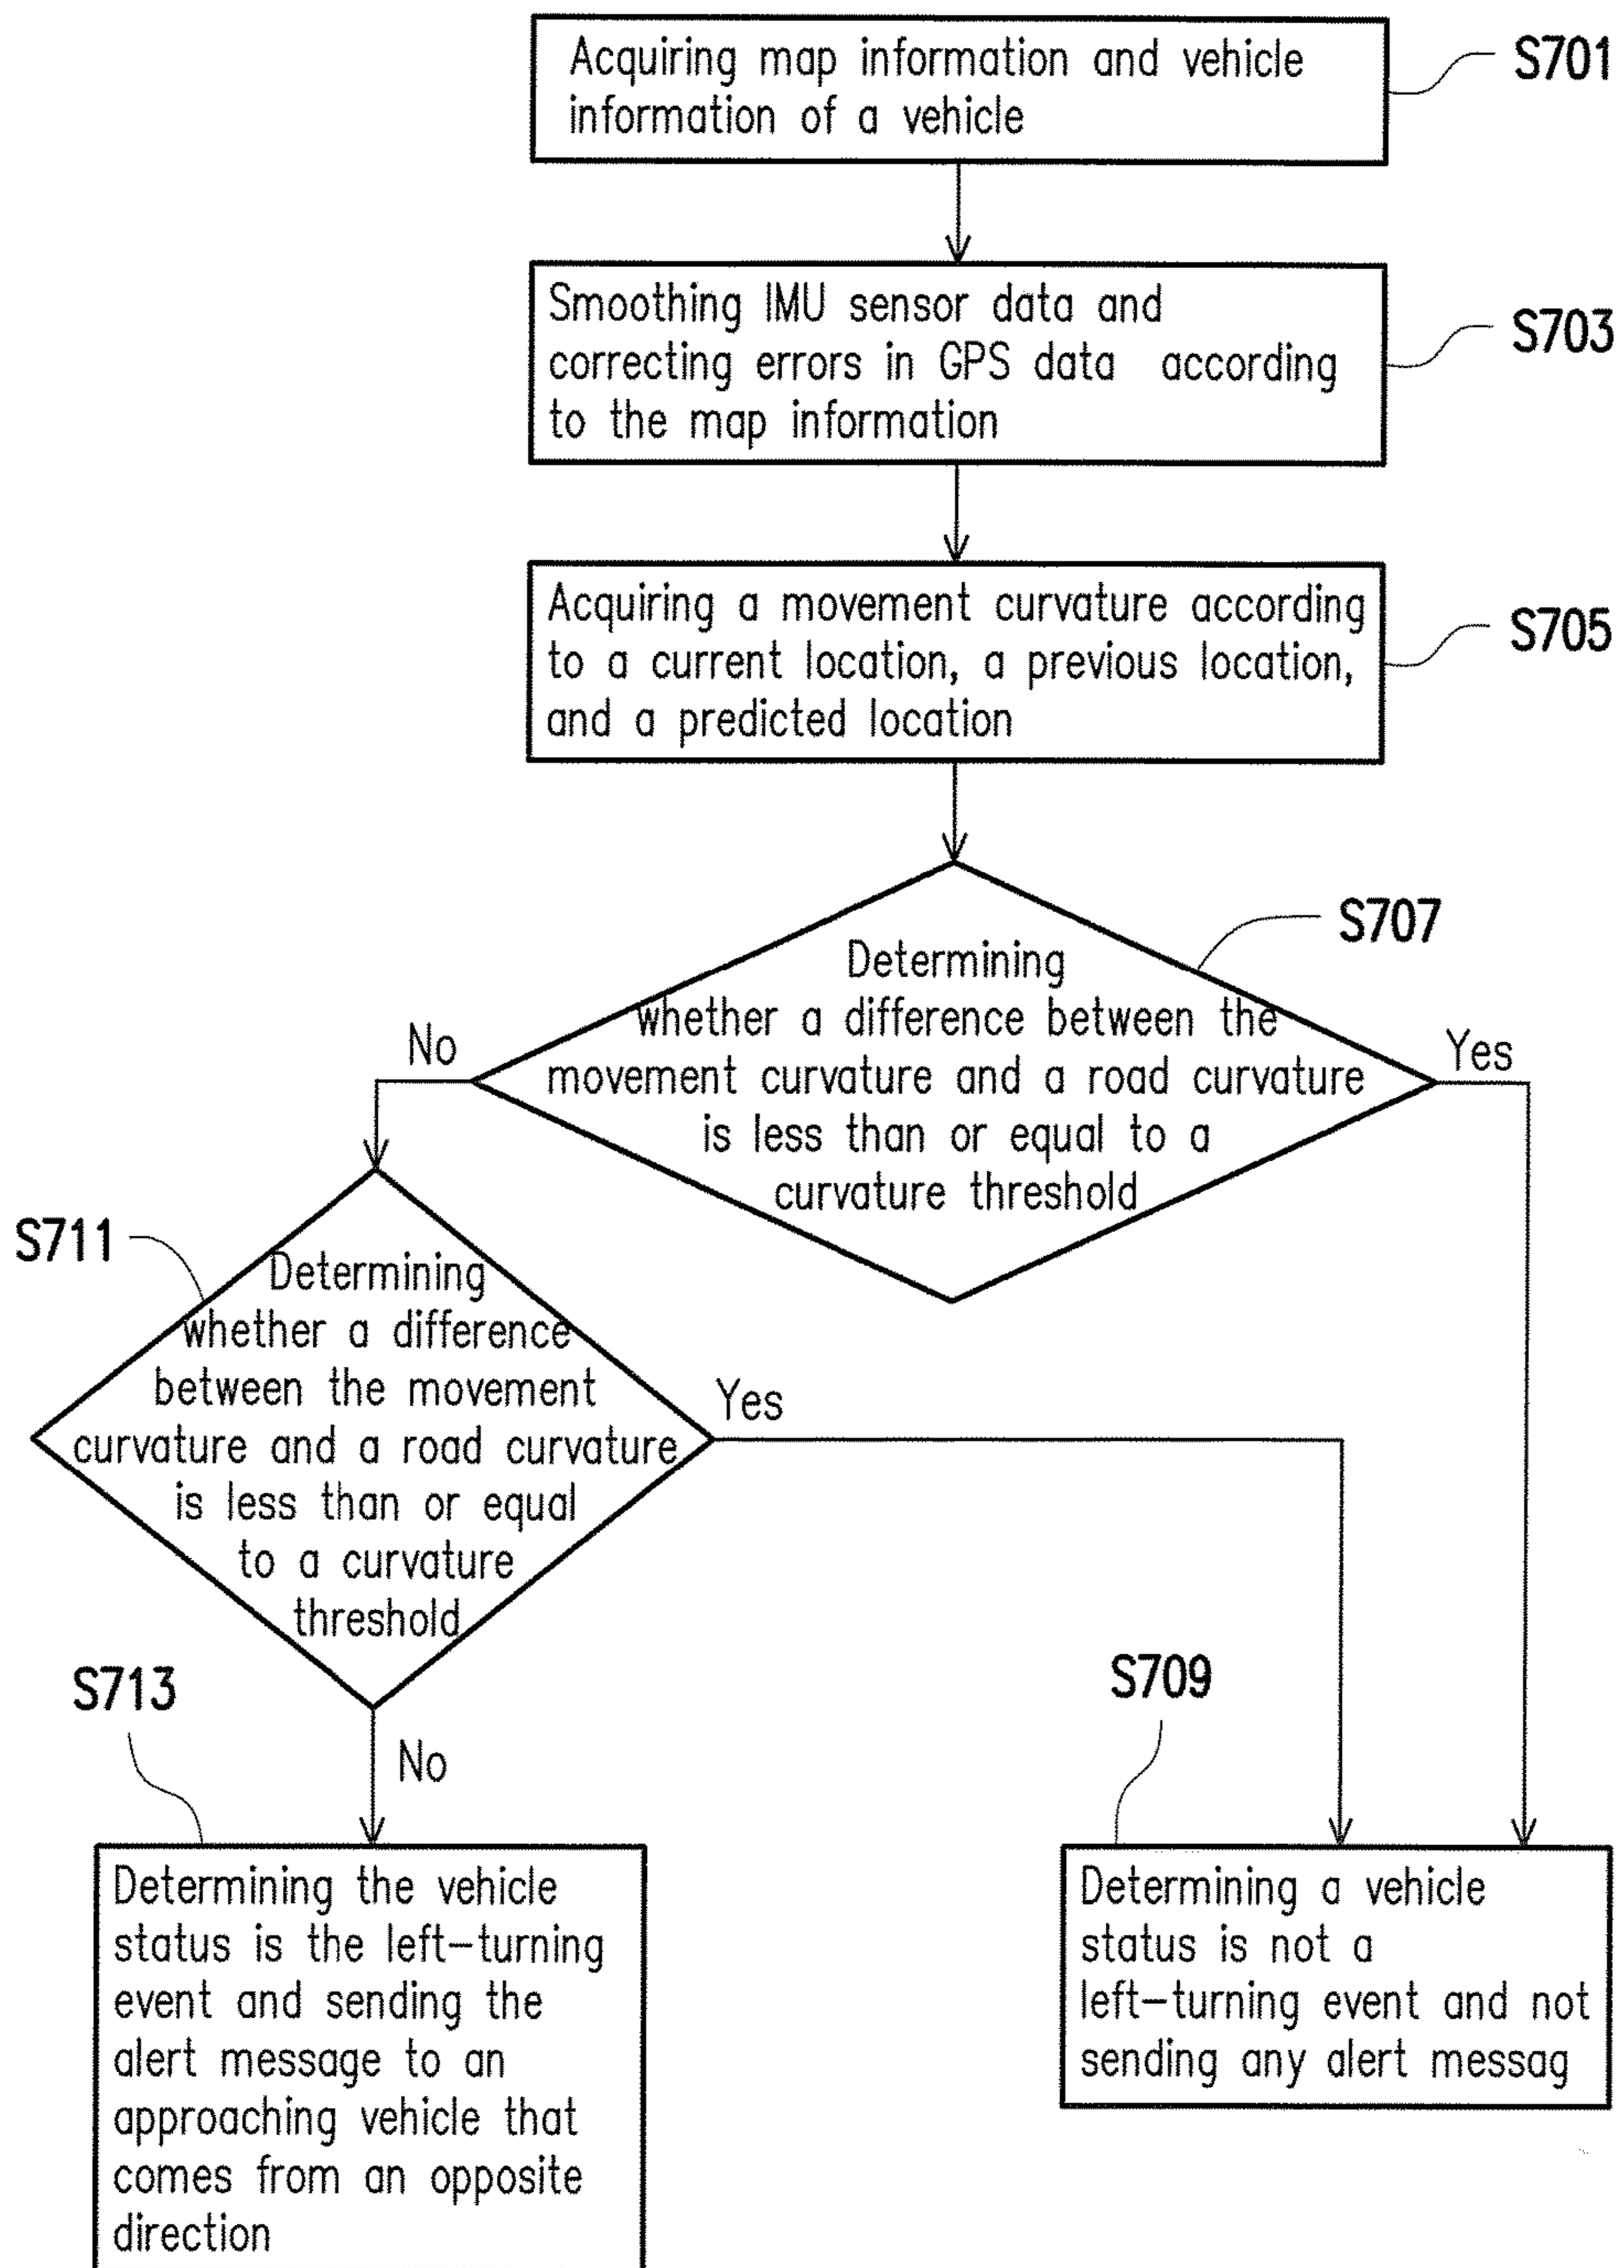 Acquiring map information and vehicle
information of a vehicle
S701
Smoothing IMU sensor data and
correcting errors in GPS data according
to the map information
S703
Acquiring a movement curvature according
to a current location, a previous location,
and a predicted location
S705
S707
Determining
whether a difference between the
movement curvature and a road curvature
is less than or equal to a
curvature threshold
No
Yes
S711
Determining
whether a difference
between the movement
curvature and a road curvature
is less than or equal
to a curvature
threshold
Yes
No
S713
Determining the vehicle
status is the left-turning
event and sending the
alert message to an
approaching vehicle that
comes from an opposite
direction
S709
Determining a vehicle
status is not a
left-turning event and not
sending any alert messag